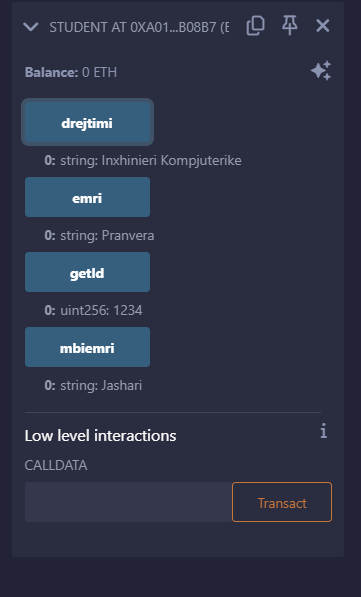 STUDENT AT 0XA01...B08B7 (E
Balance: 0 ETH
drejtimi
0: string: Inxhinieri Kompjuterike
emri
0: string: Pranvera
getId
0: uint256: 1234
mbiemri
0: string: Jashari
Low level interactions
i
CALLDATA
Transact